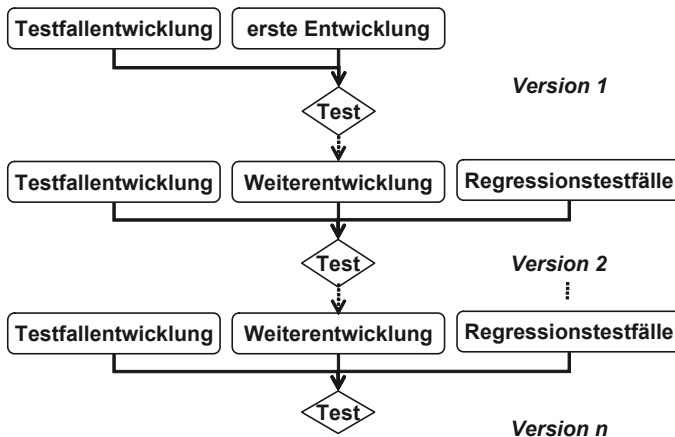 Testfallentwicklung erste Entwicklung
Version 1
Test
Testfallentwicklung Weiterentwicklung Regressionstestfälle
Test Version 2
Testfallentwicklung Weiterentwicklung Regressionstestfälle
Test
Version n